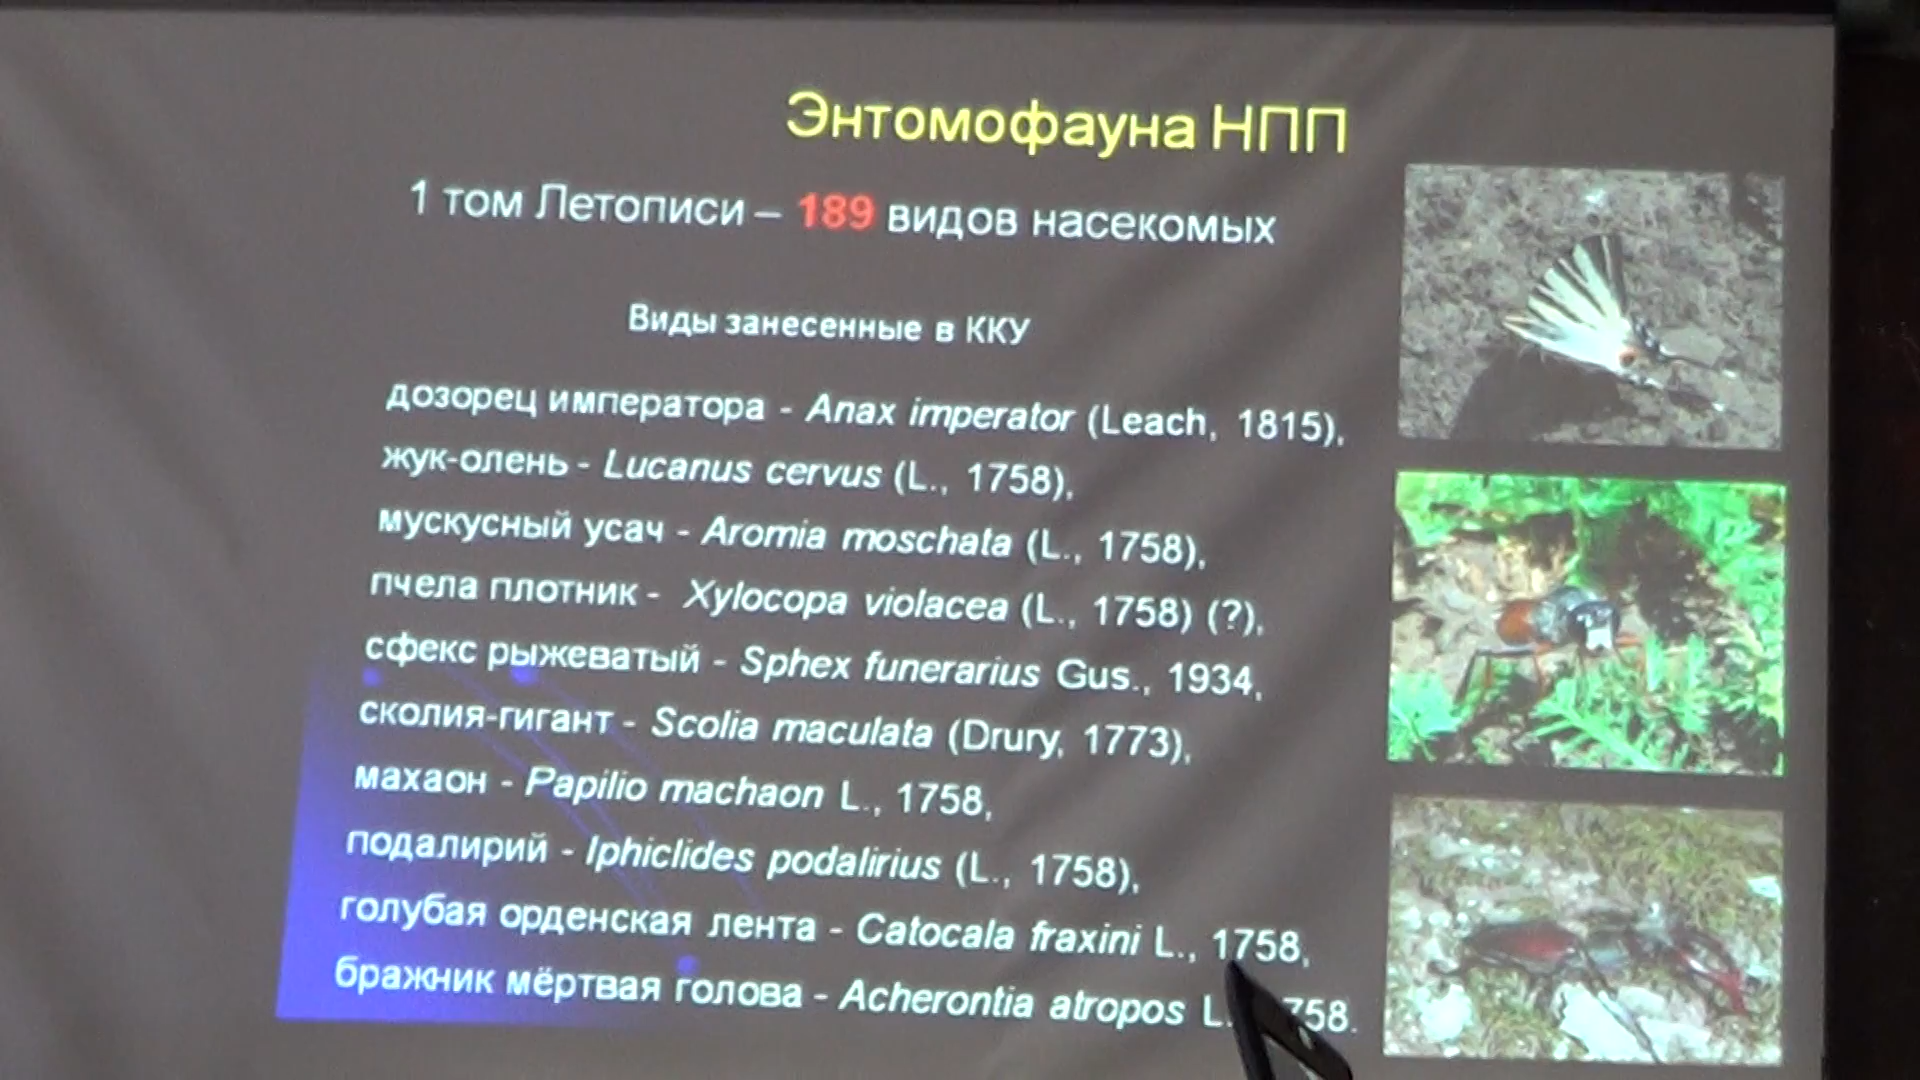 Энтомофауна НПП
1 том Летописи – 189 видов насекомых
Виды занесенные в ККУ
дозорец императора - Anax imperator (Leach, 1815),
жук-олень - Lucanus cervus (L., 1758),
мускусный усач - Aromia moschata (L., 1758),
пчела плотник - Xylocopa violacea (L., 1758) (?),
сфекс рыжеватый - Sphex funerarius Gus., 1934,
сколия-гигант - Scolia maculata (Drury, 1773),
махаон - Papilio machaon L., 1758,
подалирий - Iphiclides podalirius (L., 1758),
голубая орденская лента - Catocala fraxini L., 1758,
бражник мёртвая голова - Acherontia atropos L. 758.